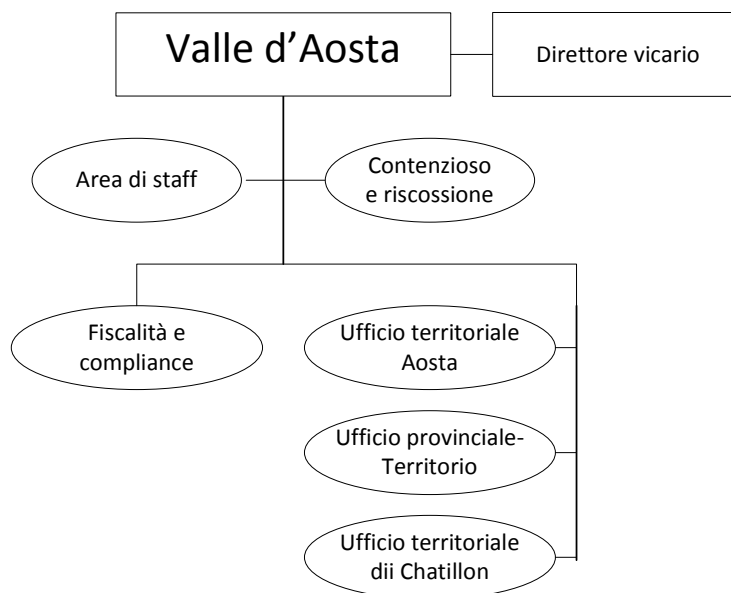 Valle d’Aosta
Direttore vicario
Area di staff
Contenzioso
e riscossione
Fiscalità e
compliance
Ufficio territoriale
Aosta
Ufficio provinciale-
Territorio
Ufficio territoriale
dii Chatillon